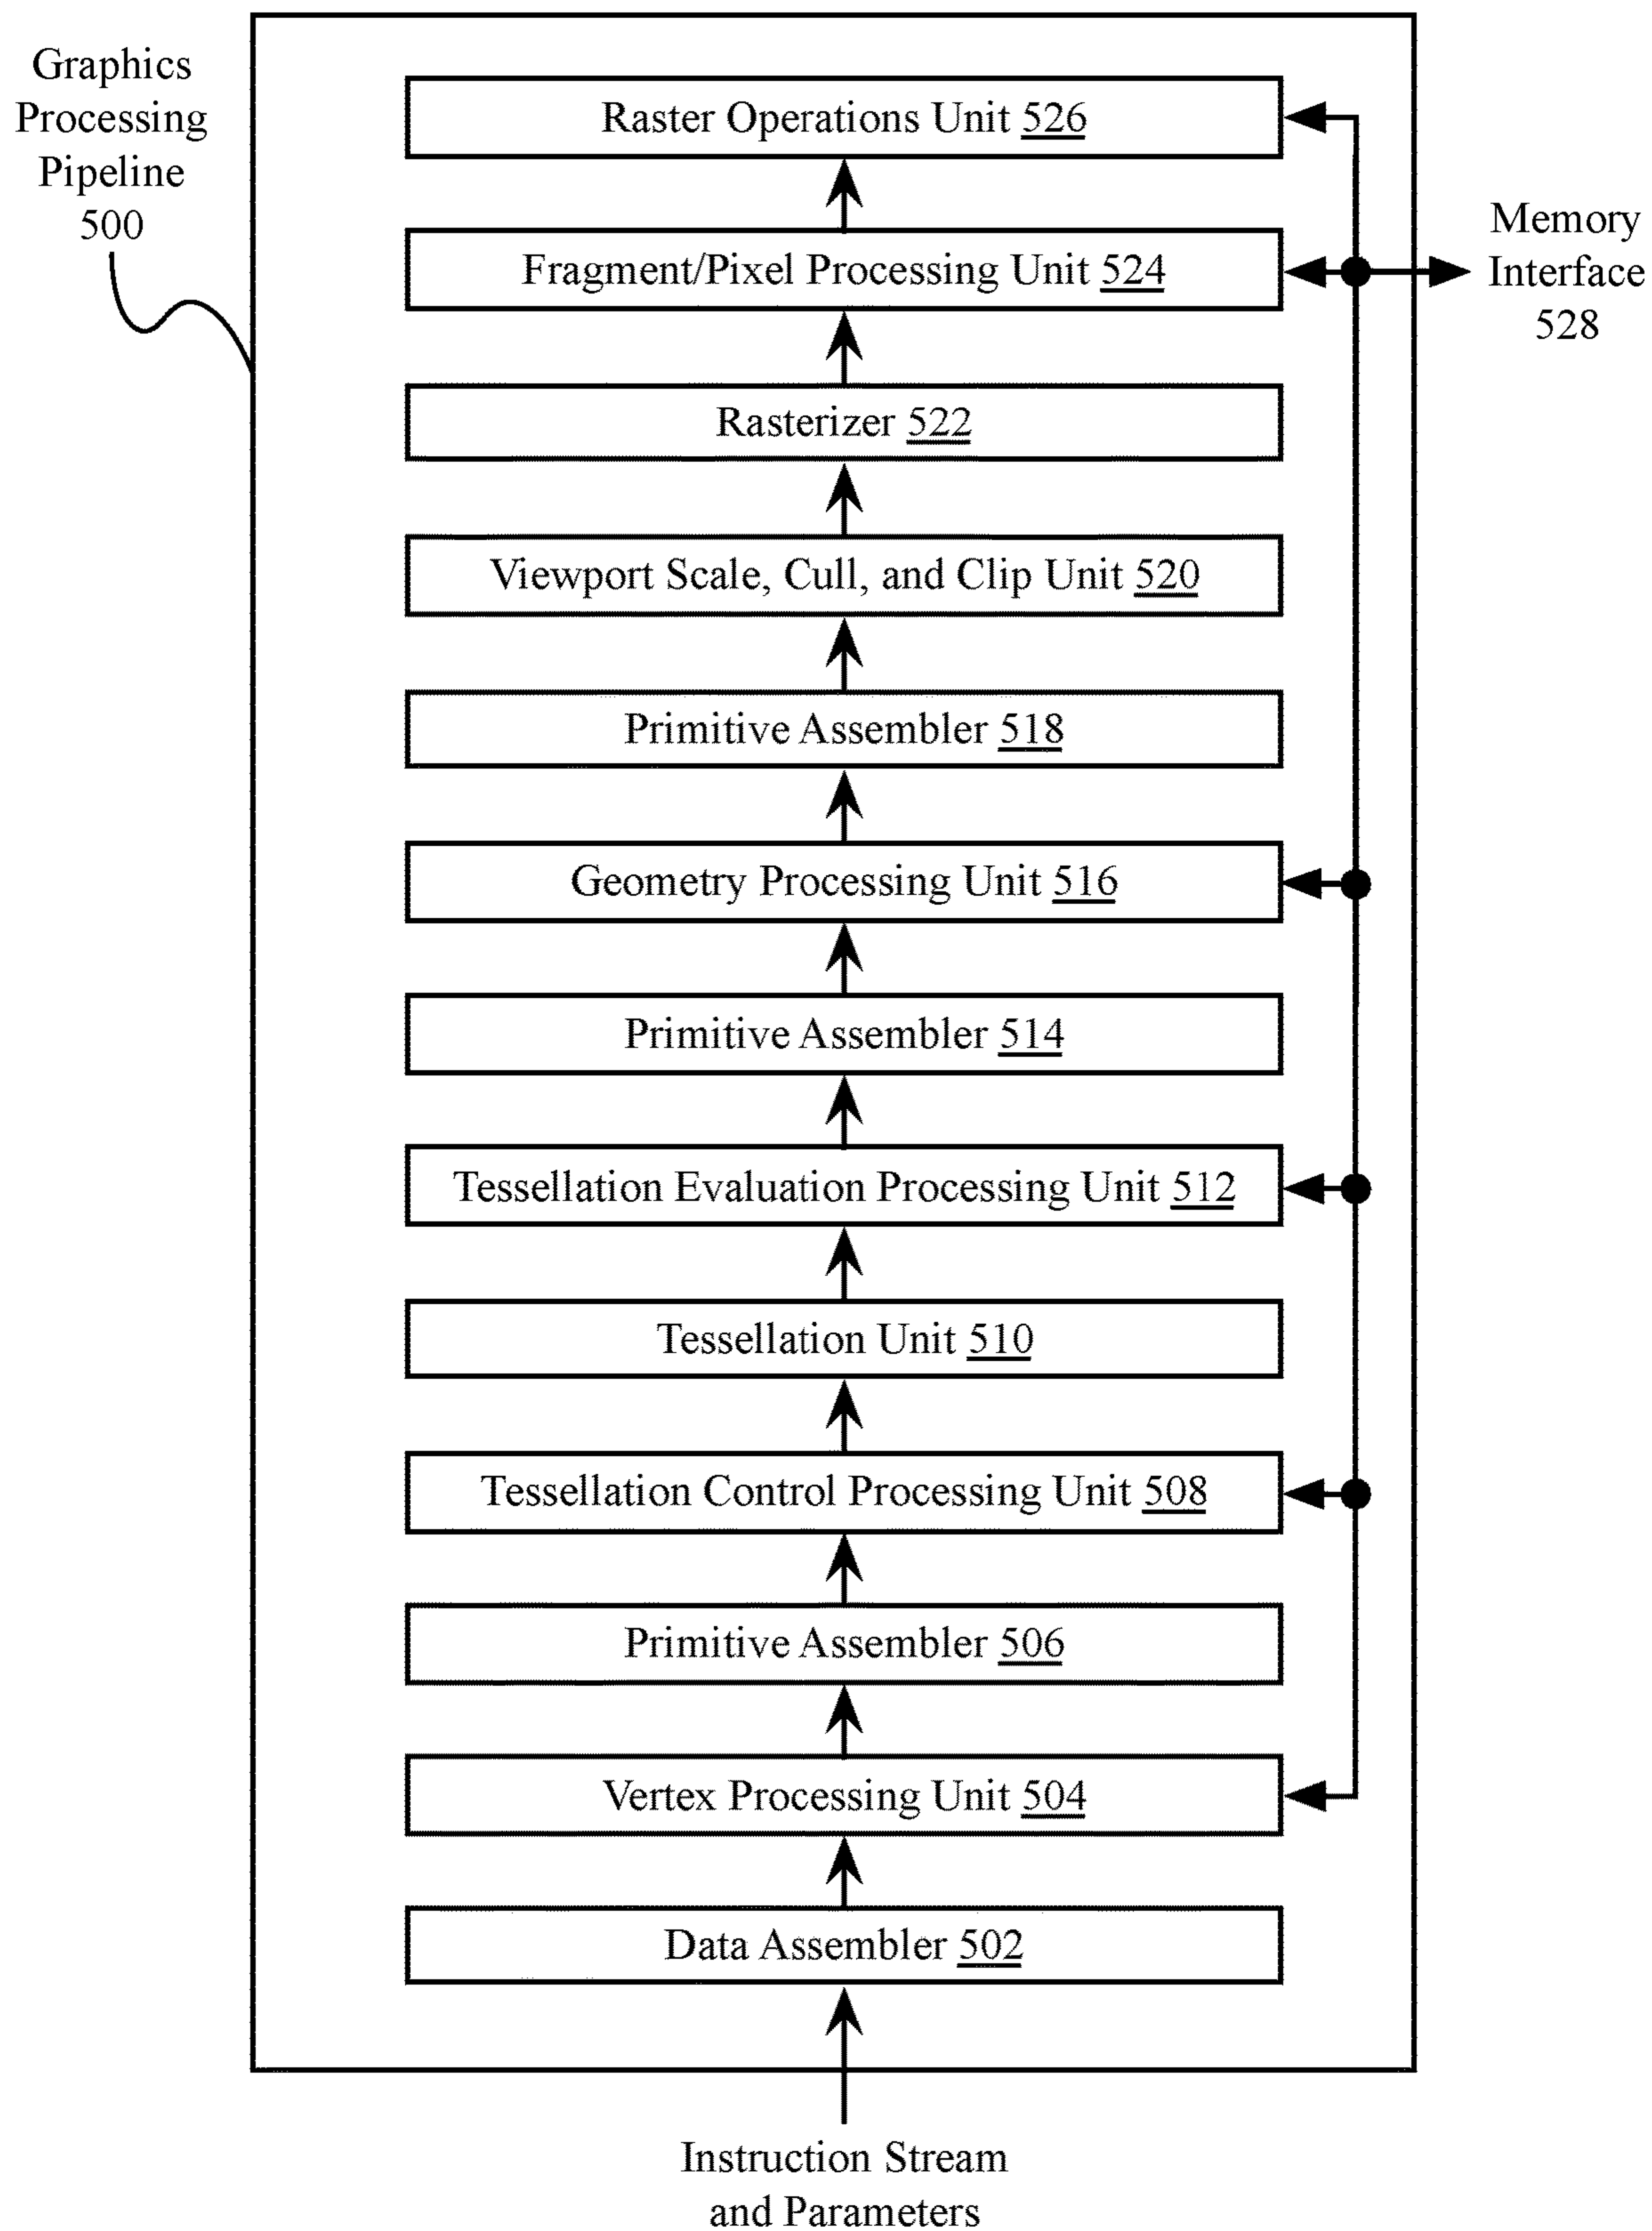 Graphics
Processing
Pipeline
500
Raster Operations Unit 526
Fragment/Pixel Processing Unit 524
Memory
Interface
528
Rasterizer 522
Viewport Scale, Cull, and Clip Unit 520
Primitive Assembler 518
Geometry Processing Unit 516
Primitive Assembler 514
Tessellation Evaluation Processing Unit 512
Tessellation Unit 510
Tessellation Control Processing Unit 508
Primitive Assembler 506
Vertex Processing Unit 504
Data Assembler 502
Instruction Stream
and Parameters